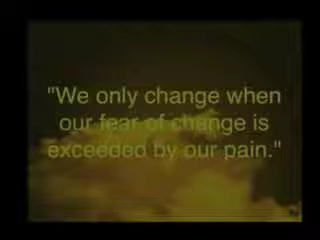 "We only change when
our fear of change is
exceeded by our pain."